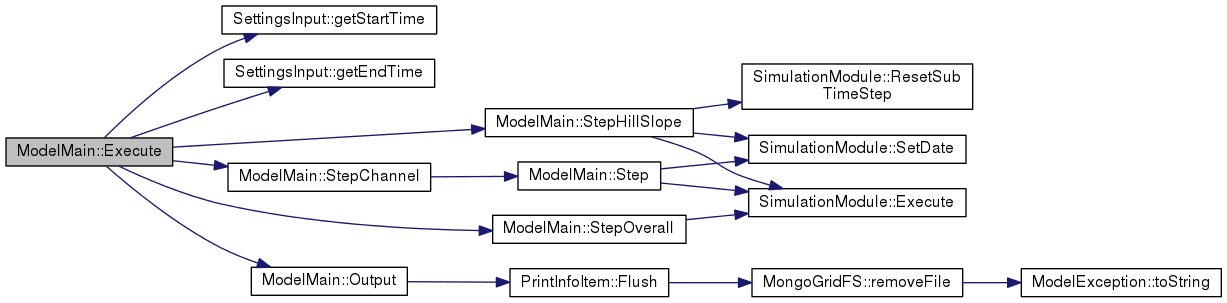 SettingsInput::getStartTime
SettingsInput::getEndTime
SimulationModule::ResetSub
TimeStep
ModelMain::StepHillSlope
ModelMain::Execute
SimulationModule::SetDate
ModelMain::StepChannel
ModelMain::Step
SimulationModule::Execute
ModelMain::StepOverall
ModelMain::Output
PrintInfoItem::Flush
MongoGridFS::removeFile
ModelException::toString